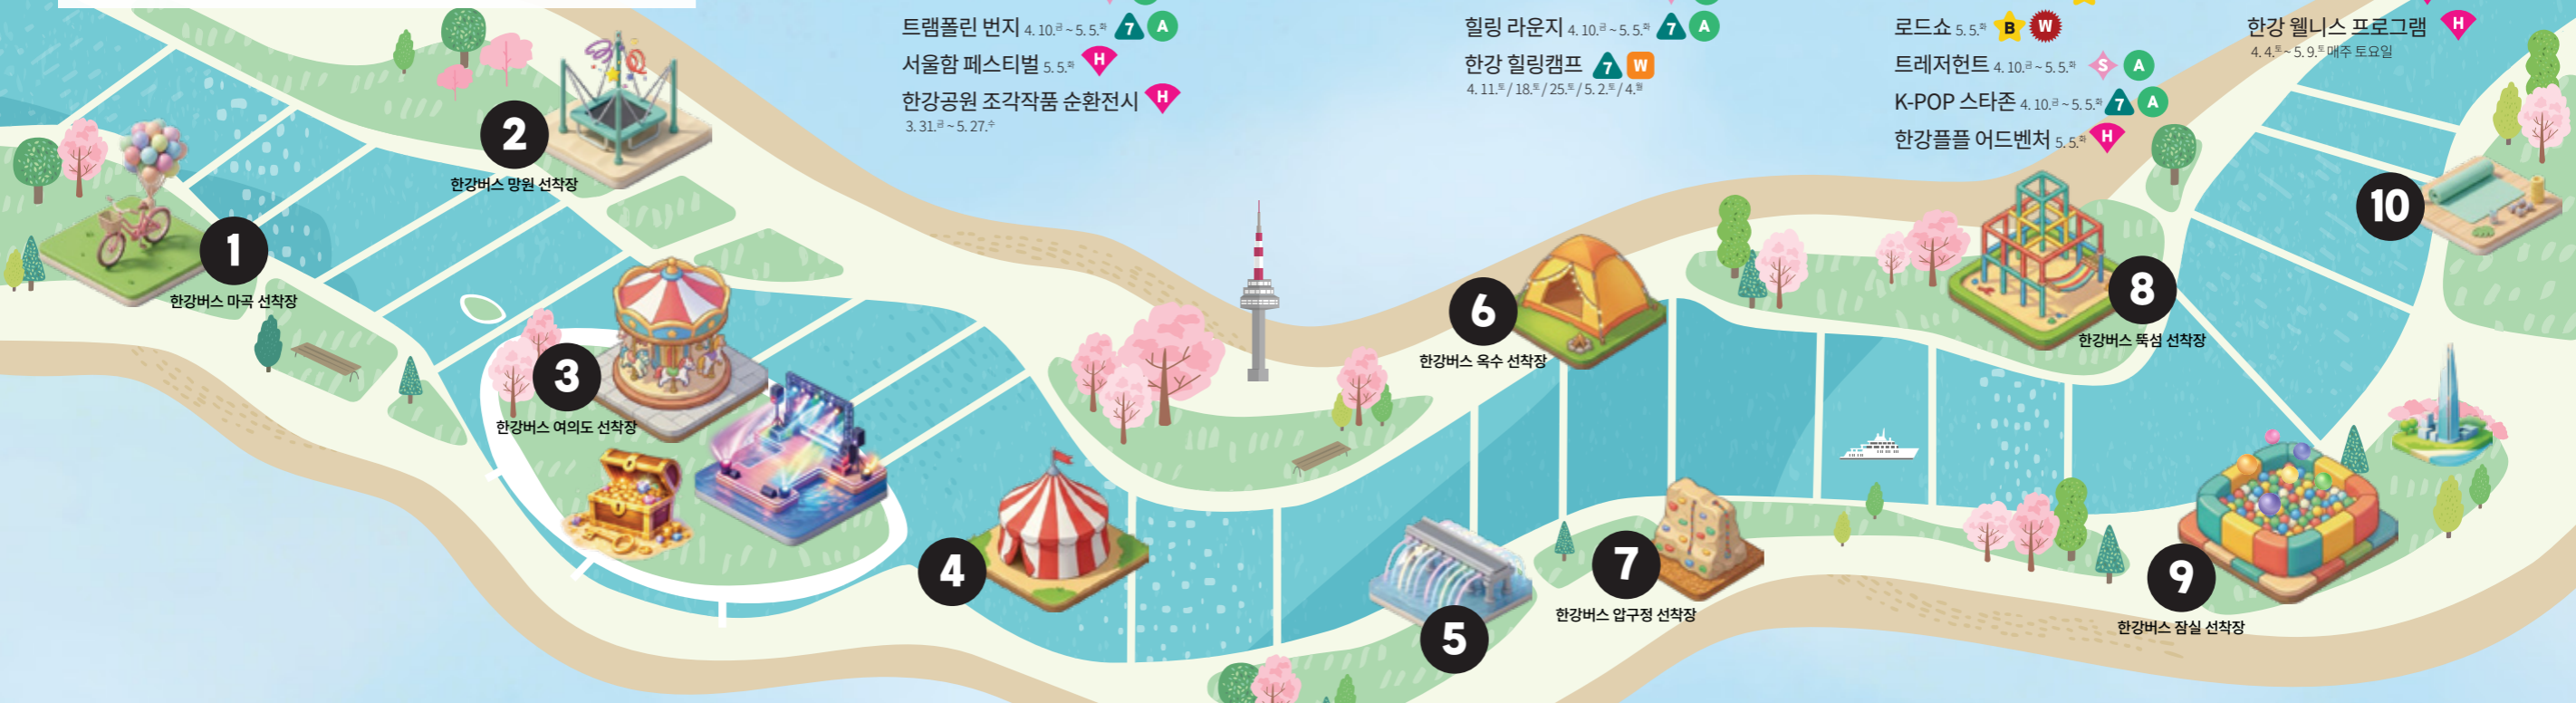 트램폴린 번지 4. 10.금 ~ 5. 5.화 7 A
서울함 페스티벌 5. 5.화 H
한강공원 조각작품 순환전시 H
3. 31.금 ~ 5. 27.수
힐링 라운지 4. 10.금 ~ 5. 5.화 7 A
한강 힐링캠프 7 W
4. 11.토 / 18.토 / 25.토 / 5. 2.토 / 4.월
로드쇼 5. 5.화 B W
트레저헌트 4. 10.금 ~ 5. 5.화 S A
K-POP 스타존 4. 10.금 ~ 5. 5.화 7 A
한강플플 어드벤처 5. 5.화 H
한강 웰니스 프로그램 H
4. 4.토 ~ 5. 9.토 매주 토요일
1
한강버스 마곡 선착장
2
한강버스 망원 선착장
3
한강버스 여의도 선착장
4
5
6
한강버스 옥수 선착장
7
한강버스 압구정 선착장
8
한강버스 뚝섬 선착장
9
한강버스 잠실 선착장
10